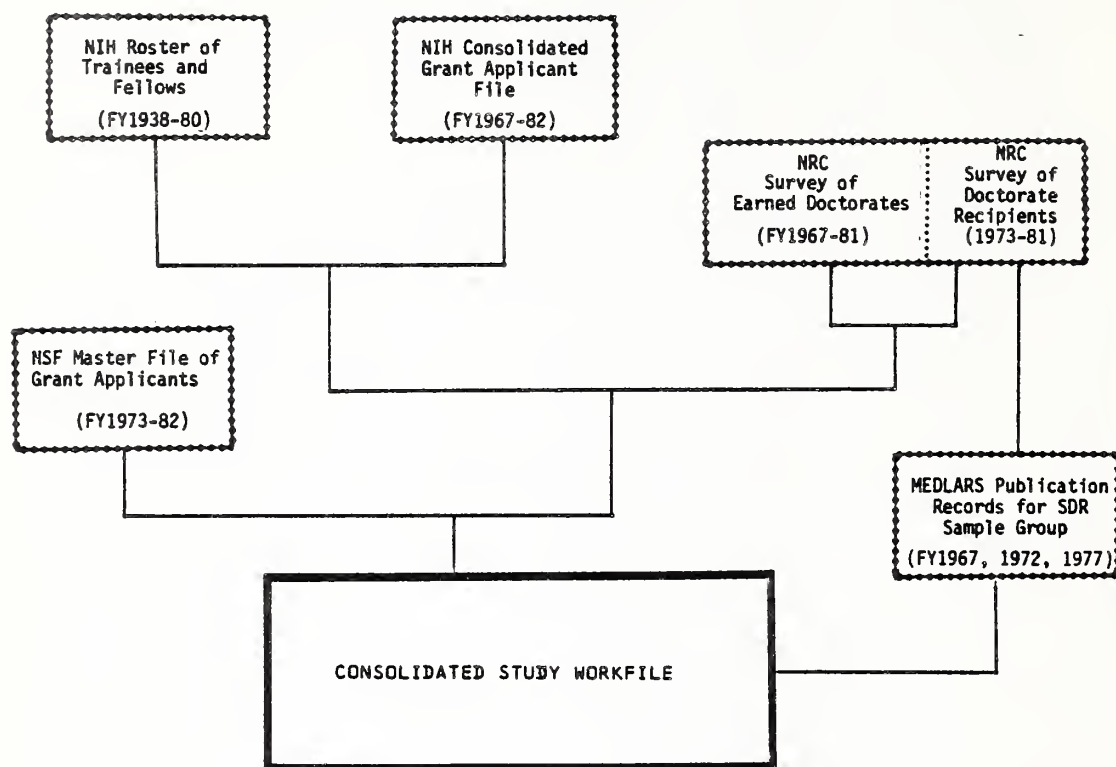 NIH Roster of
Trainees and
Fellows
(FY1938-80)
NIH Consolidated
Grant Applicant
File
(FY1967-82)
NRC
Survey of
Earned Doctorates
(FY1967-81)
NRC
Survey of
Doctorate
Recipients
(1973-81)
NSF Master File of
Grant Applicants
(FY1973-82)
MEDLARS Publication
Records for SDR
Sample Group
(FY1967, 1972, 1977)
CONSOLIDATED STUDY WORKFILE